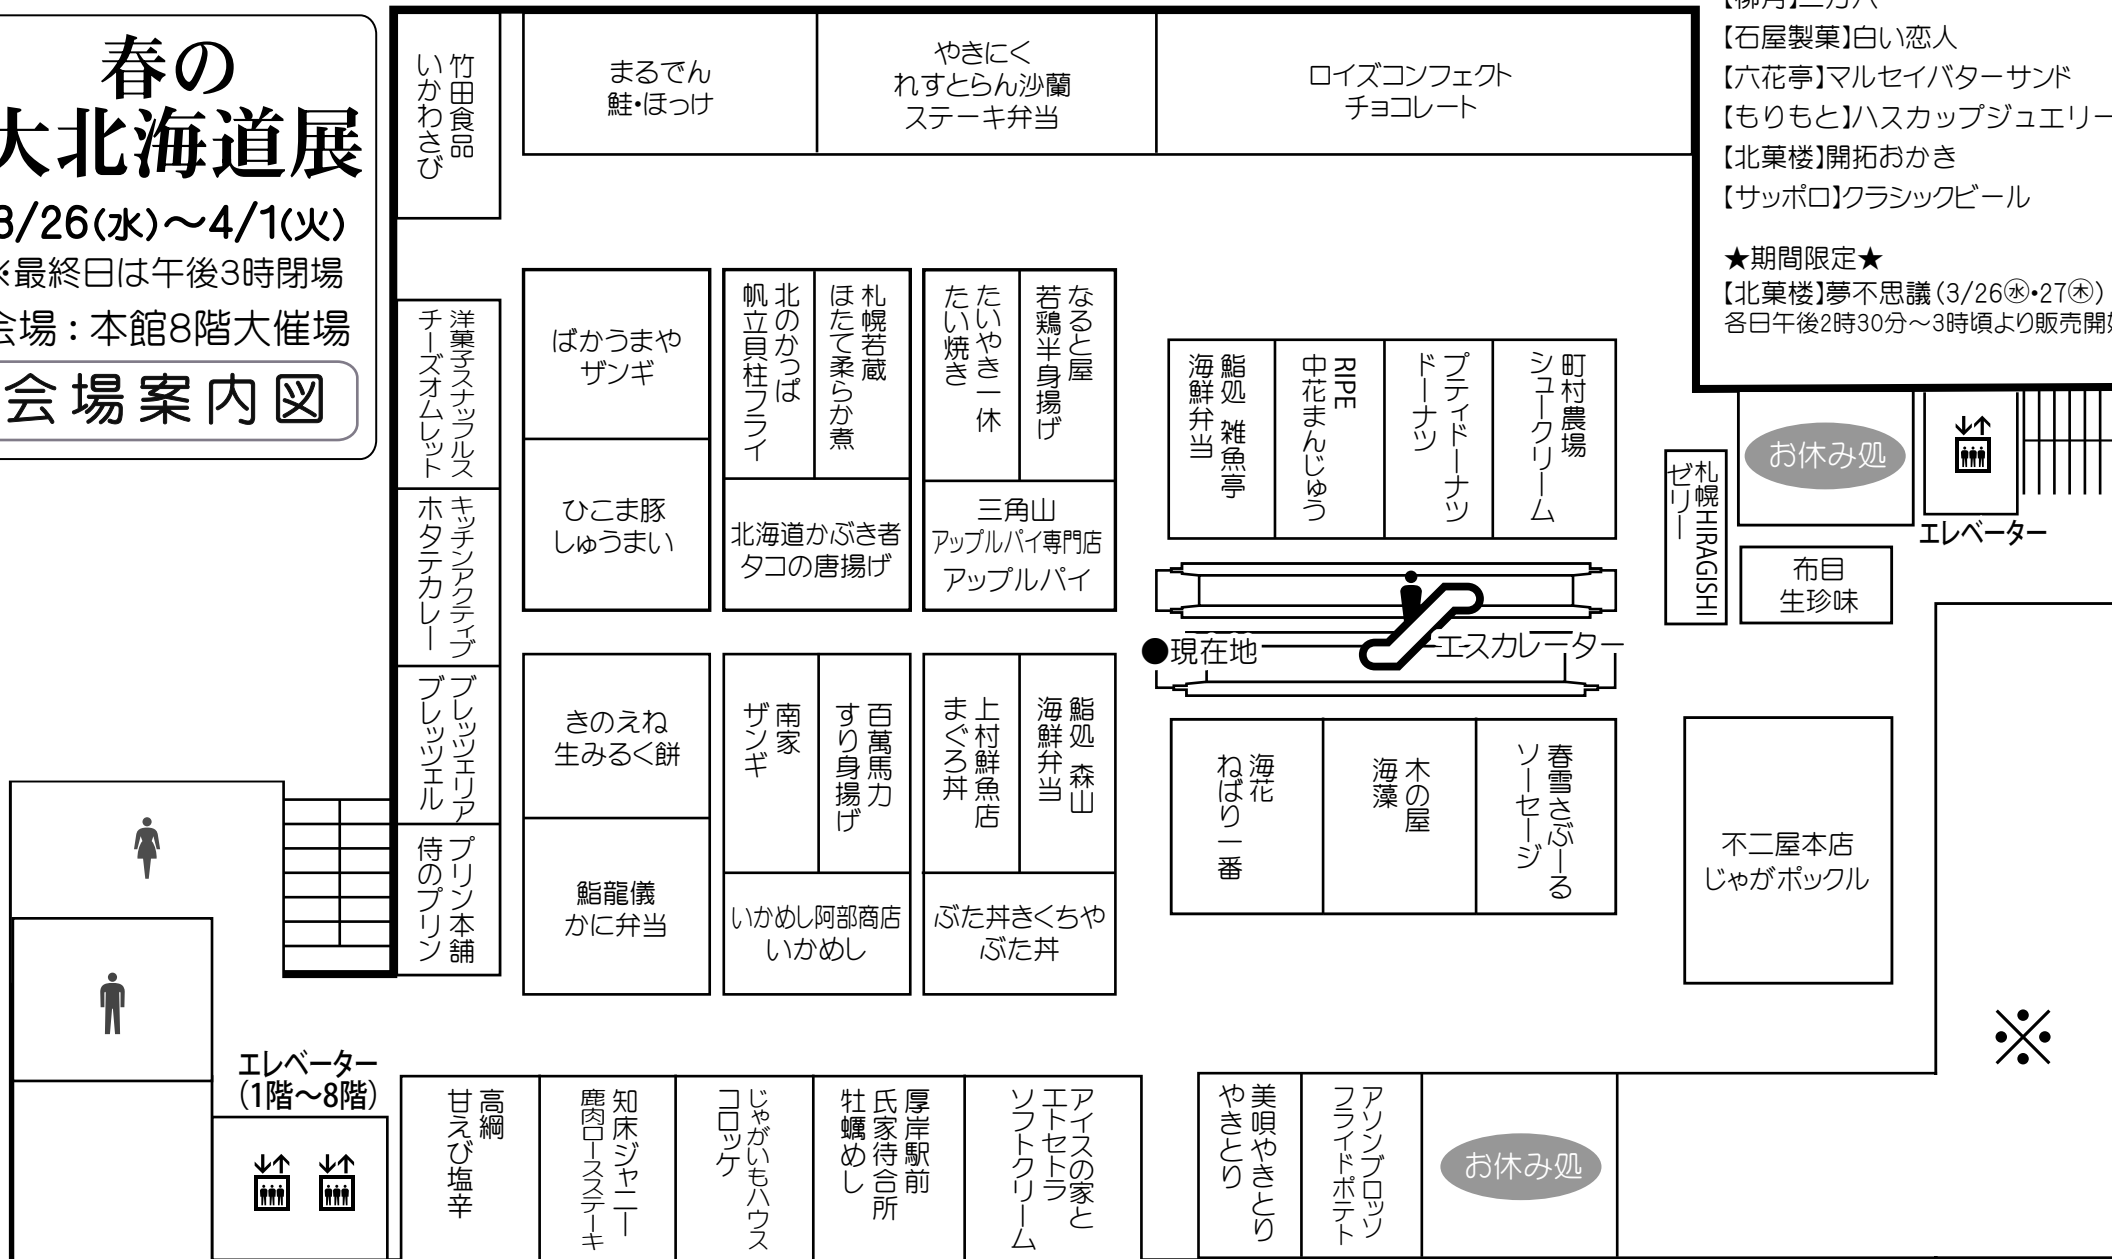 春の
大北海道展
3/26(水)～4/1(火)
※最終日は午後3時閉場
会場：本館8階大催場
会場案内図
竹田食品
いかわさび
まるでん
鮭・ほっけ
やきにく
れすとらん沙蘭
ステーキ弁当
ロイズコンフェクト
チョコレート
【石屋製菓】白い恋人
【六花亭】マルセイバターサンド
【もりもと】ハスカップジュエリー
【北菓楼】開拓おかき
【サッポロ】クラシックビール
★期間限定★
【北菓楼】夢不思議(3/26㊌・27㊍)
各日午後2時30分～3時頃より販売開始
洋菓子スナッフルス
チーズオムレット
キッチンアクティブ
ホタテカレー
ブレッツェリア
ブレッツェル
プリン本舗
侍のプリン
ばかうまや
ザンギ
ひこま豚
しゅうまい
北のかつぱ
帆立貝柱フライ
札幌若蔵
ほたて柔らか煮
北海道かぶき者
タコの唐揚げ
たいやき一休
たい焼き
なると屋
若鶏半身揚げ
三角山
アップルパイ専門店
アップルパイ
鮨処 雑魚亭
海鮮弁当
RIPE
中花まんじゅう
プティドーナッツ
ドーナツ
町村農場
シュークリーム
札幌HIRAGISHI
ゼリー
お休み処
エレベーター
布目
生珍味
●現在地
エスカレーター
きのえね
生みるく餅
鮨龍儀
かに弁当
南家
ザンギ
百萬馬力
すり身揚げ
いかめし阿部商店
いかめし
上村鮮魚店
まぐろ丼
鮨処 森山
海鮮弁当
ぶた丼きくちや
ぶた丼
海花
ねばり一番
木の屋
海藻
春雪さぶーる
ソーセージ
不二屋本店
じゃがポックル
※
エレベーター
(1階～8階)
高綱
甘えび塩辛
知床ジャニー
鹿肉ロースステーキ
じゃがいもハウス
コロッケ
厚岸駅前
氏家待合所
牡蠣めし
アイスの家と
エトセトラ
ソフトクリーム
美唄やきとり
やきとり
アソンブロッソ
フライドポテト
お休み処